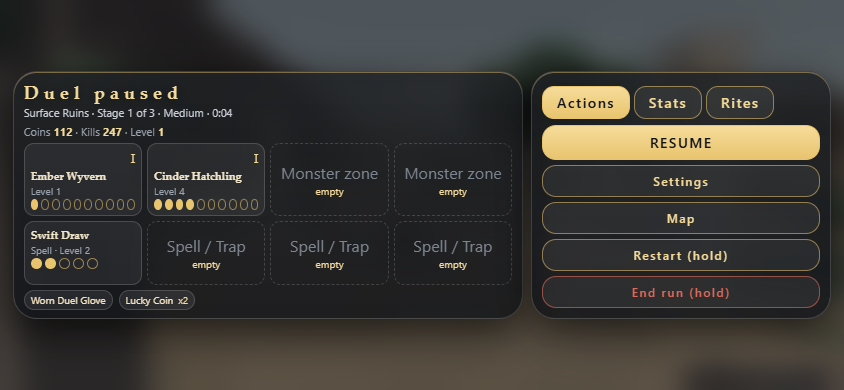 Duel paused
Surface Ruins · Stage 1 of 3 · Medium · 0:04
Coins 112 · Kills 247 · Level 1
I
Ember Wyvern
Level 1
I
Cinder Hatchling
Level 4
Monster zone
empty
Monster zone
empty
Swift Draw
Spell · Level 2
Spell / Trap
empty
Spell / Trap
empty
Spell / Trap
empty
Worn Duel Glove
Lucky Coin x2
Actions
Stats
Rites
RESUME
Settings
Map
Restart (hold)
End run (hold)